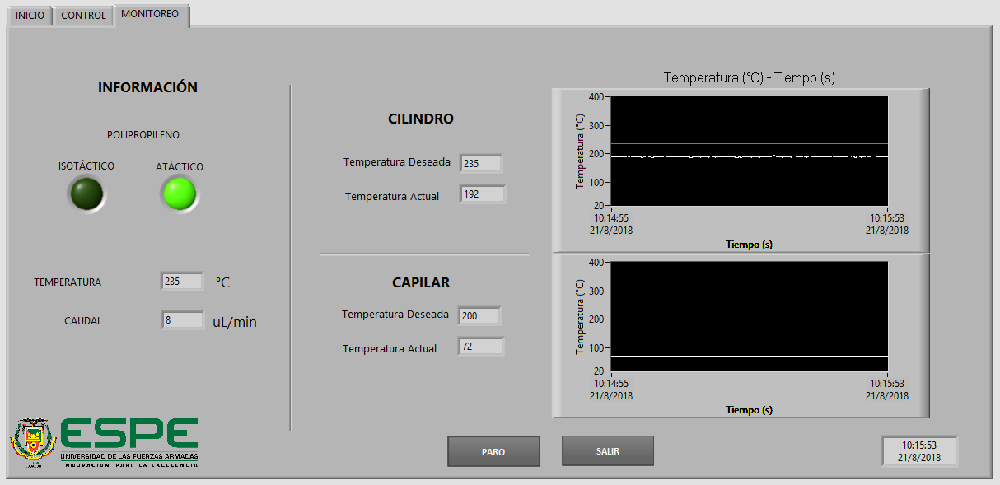 INICIO
CONTROL
MONITOREO
INFORMACIÓN
POLIPROPILENO
ISOTÁCTICO
ATÁCTICO
TEMPERATURA
235
°C
CAUDAL
8
uL/min
CILINDRO
Temperatura Deseada
235
Temperatura Actual
192
CAPILAR
Temperatura Deseada
200
Temperatura Actual
72
Temperatura (°C) - Tiempo (s)
Temperatura (°C)
400
300
200
100
20
10:14:55
21/8/2018
10:15:53
21/8/2018
Tiempo (s)
Temperatura (°C)
400
300
200
100
20
10:14:55
21/8/2018
10:15:53
21/8/2018
Tiempo (s)
ESPE
UNIVERSIDAD DE LAS FUERZAS ARMADAS
INNOVACION PARA LA EXCELENCIA
PARO
SALIR
10:15:53
21/8/2018